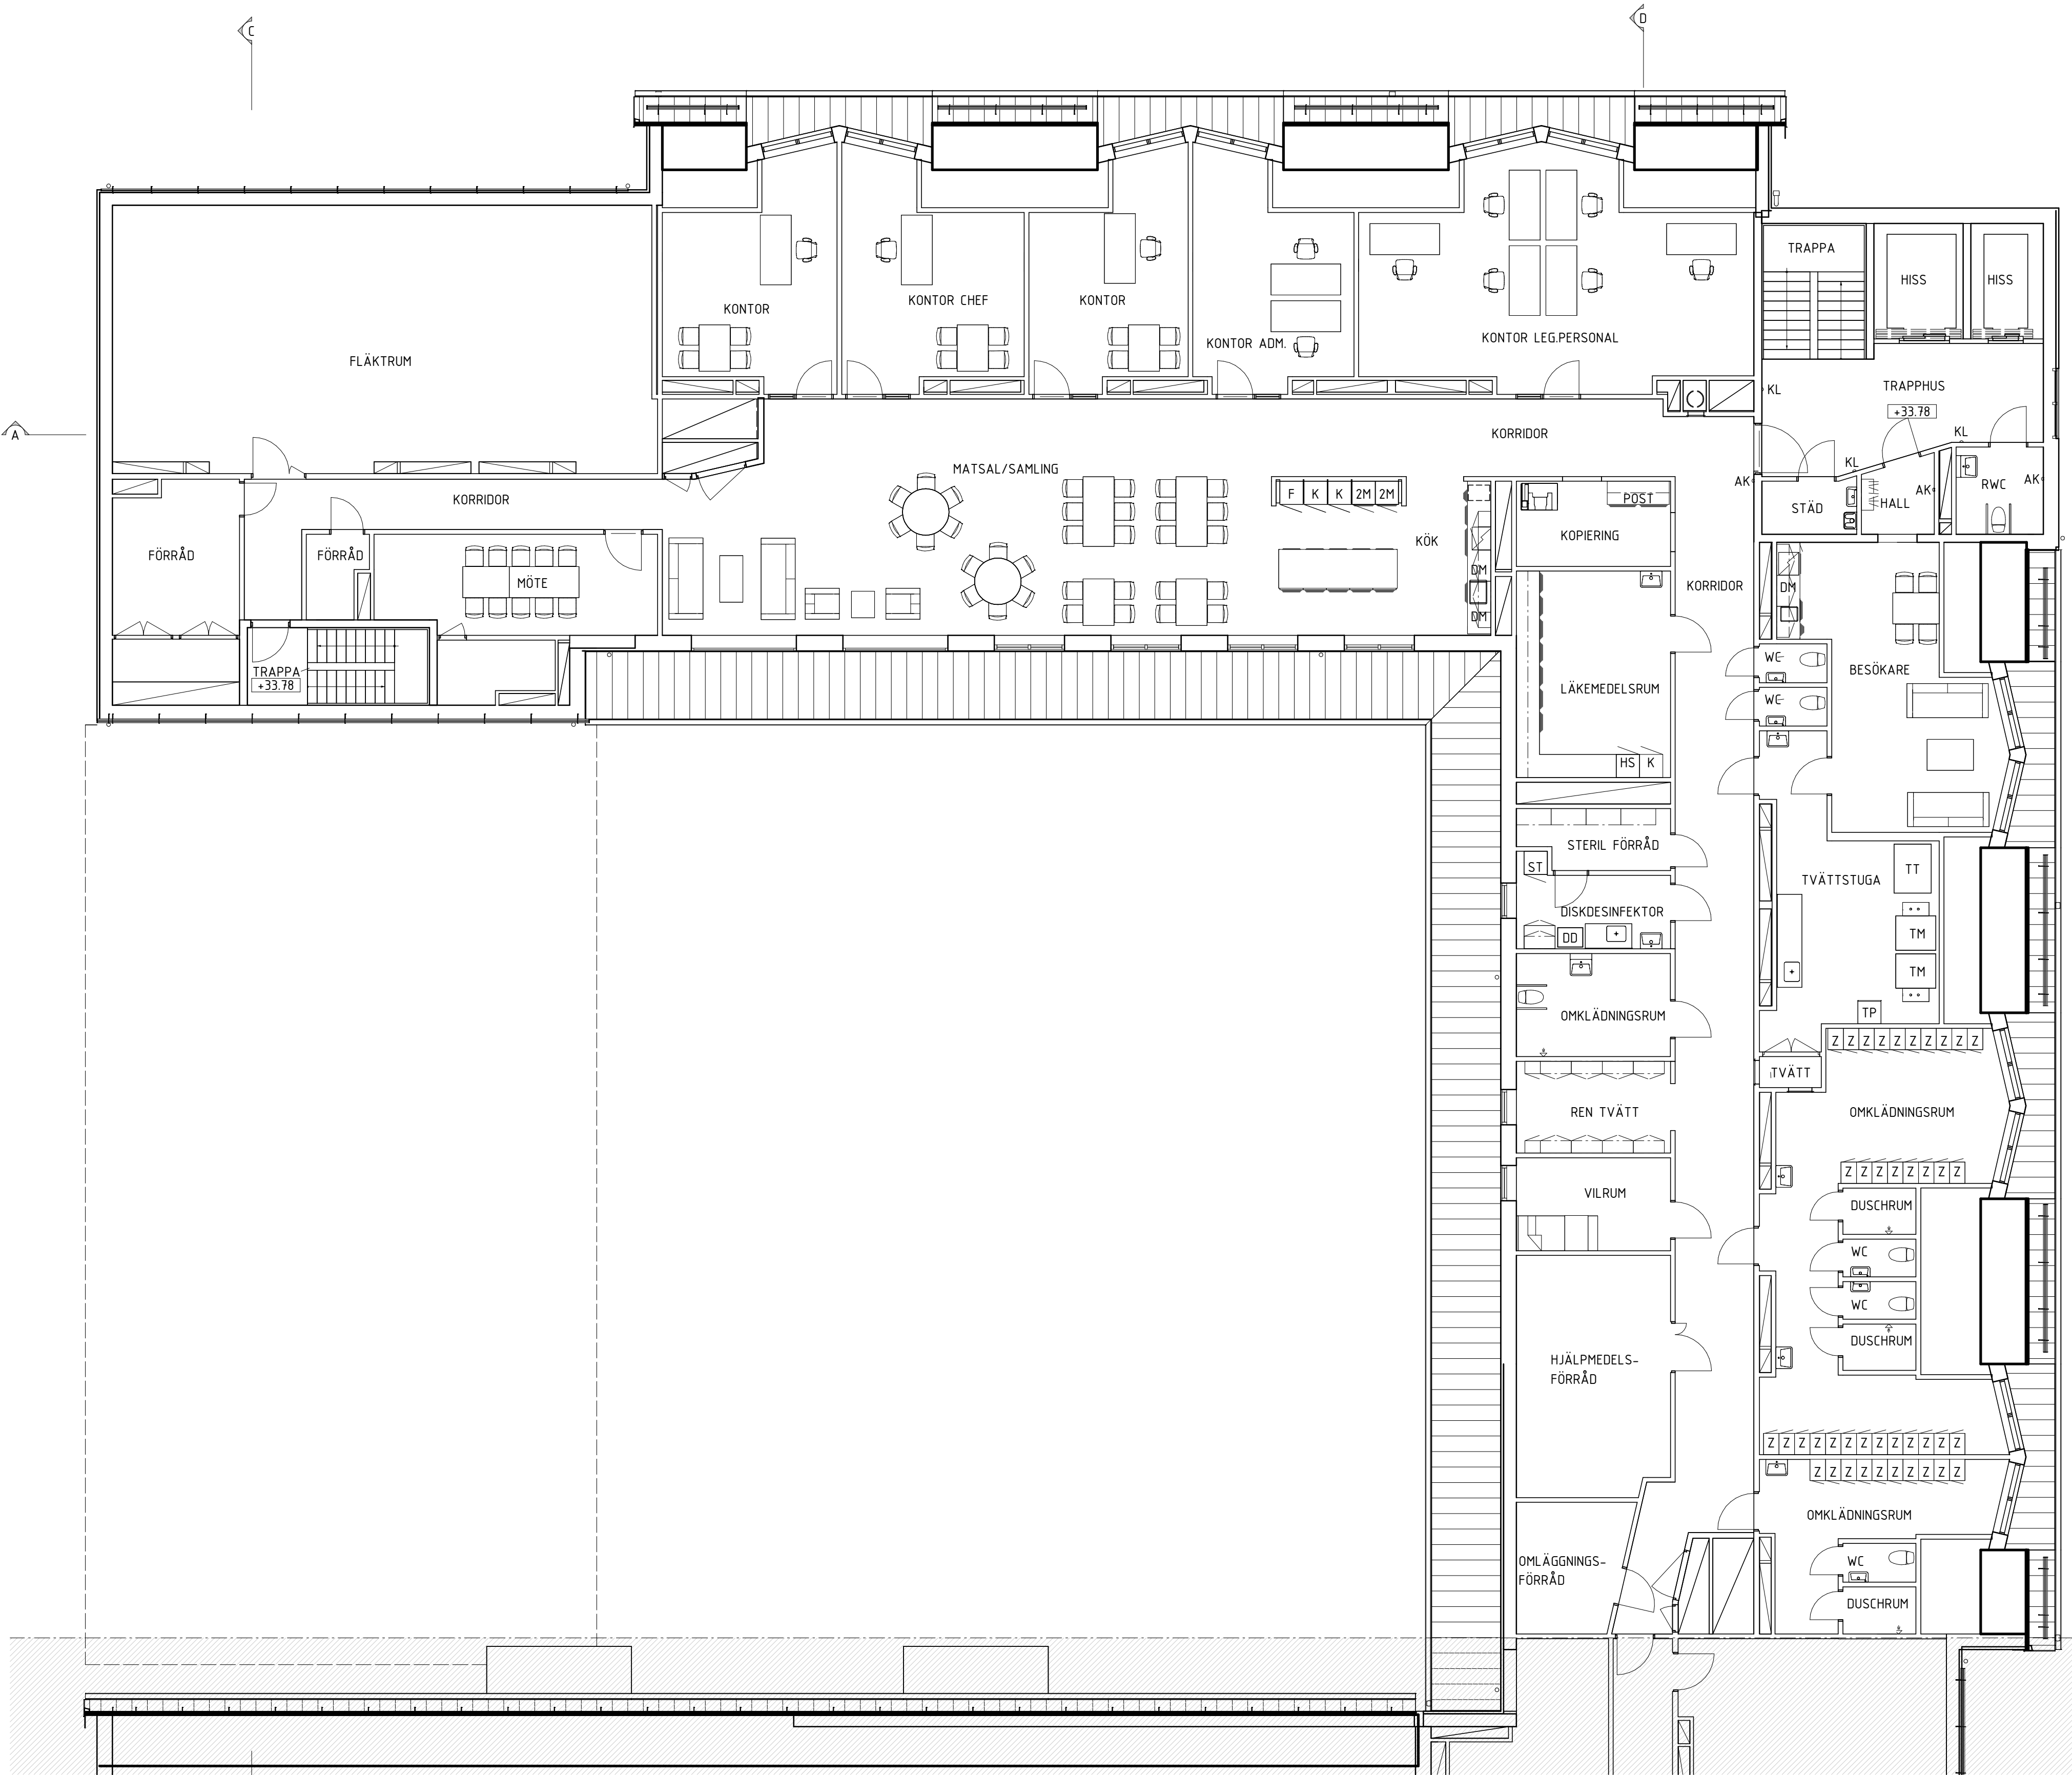 C
D
TRAPPA
HISS
HISS
KONTOR
KONTOR CHEF
KONTOR
KONTOR ADM.
KONTOR LEG.PERSONAL
FLÄKTRUM
KL
TRAPPHUS
+33.78
A
KORRIDOR
KL
KL
MATSAL/SAMLING
AK
AK
AK
RWC
KORRIDOR
F K K 2M 2M
POST
STÄD
HALL
FÖRRÅD
FÖRRÅD
MÖTE
KÖK
KOPIERING
DM
DM
KORRIDOR
DM
TRAPPA
+33.78
WC
WC
BESÖKARE
LÄKEMEDELSRUM
HS K
STERIL FÖRRÅD
ST
TVÄTTSTUGA
TT
DISKDESINFEKTOR
DD
TM
TM
TP
OMKLÄDNINGSRUM
Z Z Z Z Z Z Z Z Z Z
TVÄTT
REN TVÄTT
OMKLÄDNINGSRUM
Z Z Z Z Z Z Z Z
VILRUM
DUSCHRUM
WC
WC
DUSCHRUM
HJÄLPMEDELS-
FÖRRÅD
Z Z Z Z Z Z Z Z Z Z Z Z Z
Z Z Z Z Z Z Z Z Z Z
OMKLÄDNINGSRUM
OMLÄGGNINGS-
FÖRRÅD
WC
DUSCHRUM